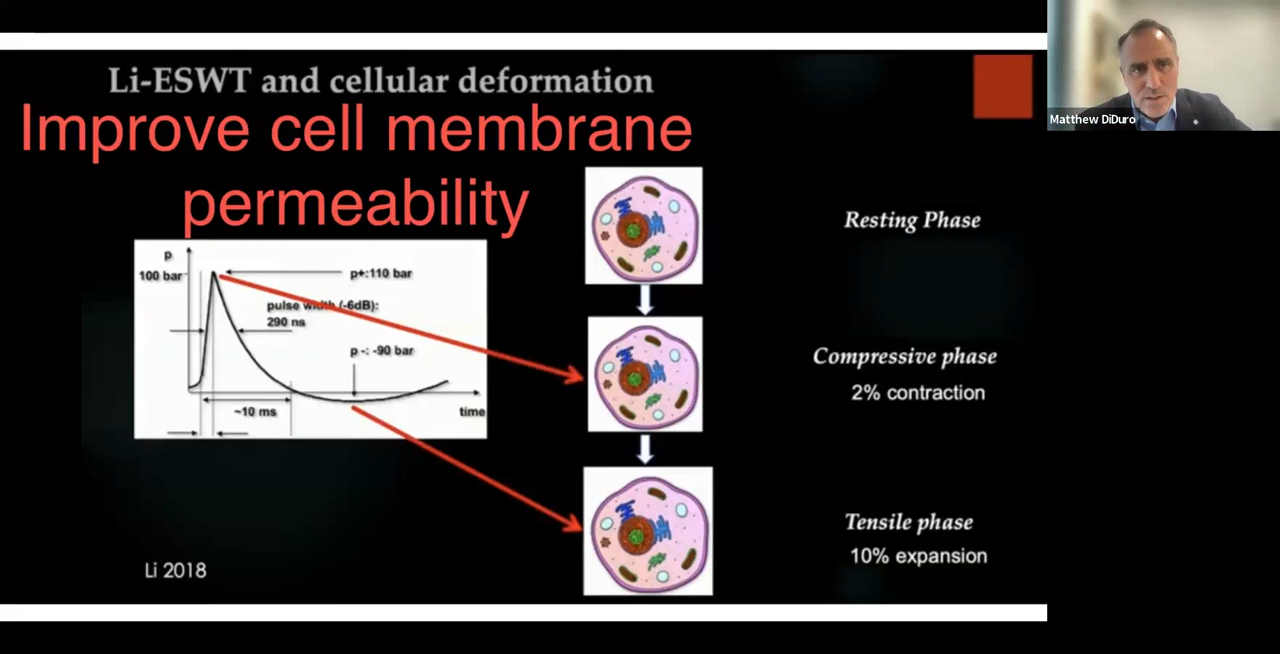 Li-ESWT and cellular deformation
Improve cell membrane
permeability
p
100 bar
p+:110 bar
pulse width (-6dB):
290 ns
p -: -90 bar
~10 ms
time
Resting Phase
Compressive phase
2% contraction
Tensile phase
10% expansion
Li 2018
Matthew DiDuro